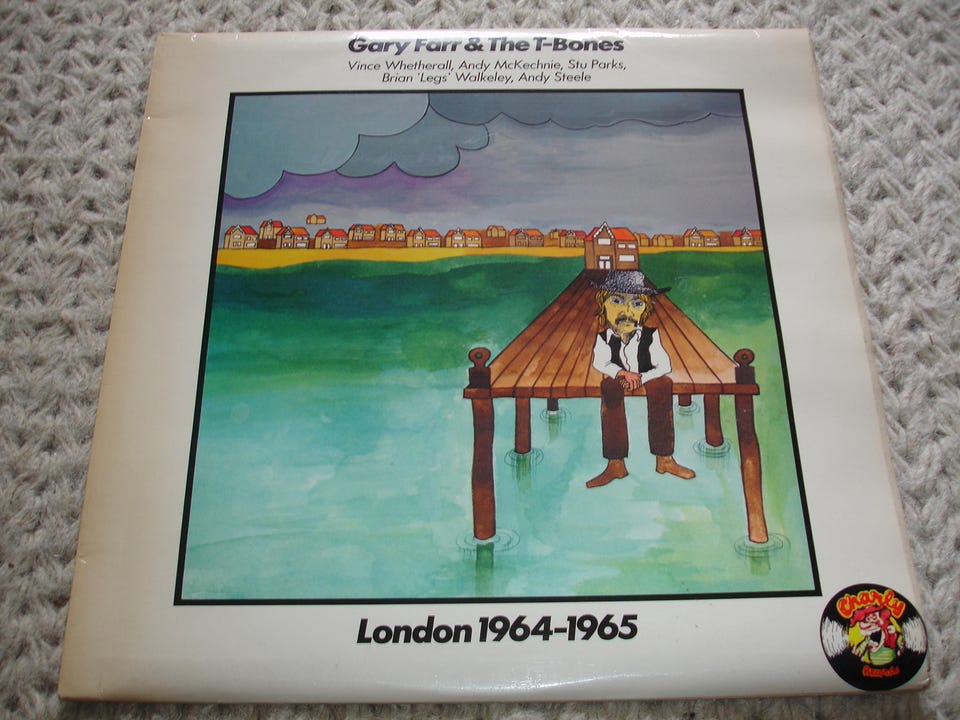 Gary Farr & The T-Bones
Vince Whetherall, Andy McKechnie, Stu Parks,
Brian 'Legs' Walkeley, Andy Steele
London 1964-1965
Charly
Records